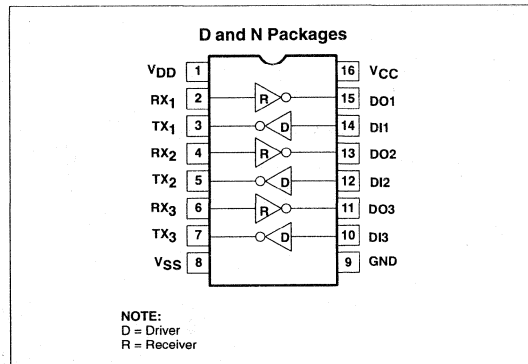 D and N Packages
VDD 1 16 VCC
RX1 2 R 15 DO1
TX1 3 D 14 DI1
RX2 4 R 13 DO2
TX2 5 D 12 DI2
RX3 6 R 11 DO3
TX3 7 D 10 DI3
VSS 8 9 GND
NOTE:
D = Driver
R = Receiver